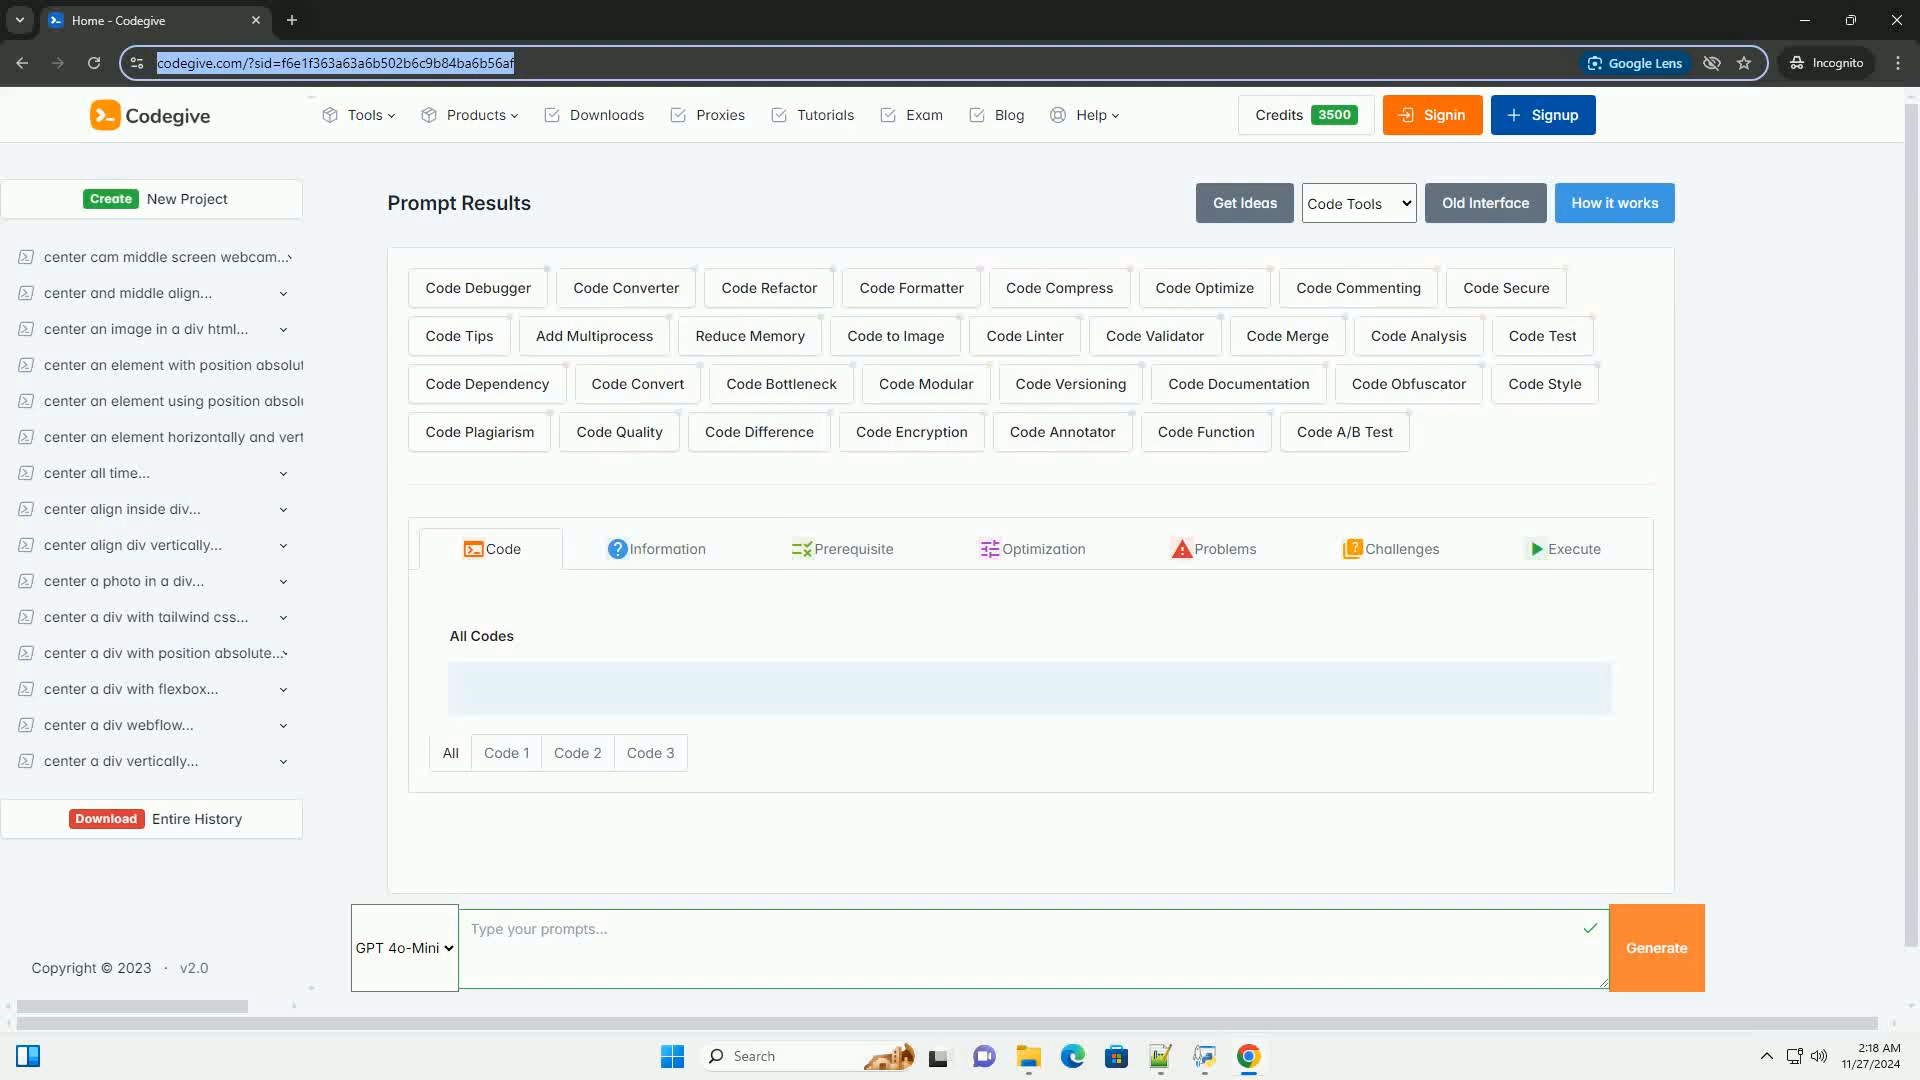 Home - Codegive
codegive.com/?sid=f6e1f363a63a6b502b6c9b84ba6b56af
Google Lens
Incognito
Codegive
Tools
Products
Downloads
Proxies
Tutorials
Exam
Blog
Help
Credits 3500
Signin
Signup
Create New Project
center cam middle screen webcam...
center and middle align...
center an image in a div html...
center an element with position absolut
center an element using position absol
center an element horizontally and vert
center all time...
center align inside div...
center align div vertically...
center a photo in a div...
center a div with tailwind css...
center a div with position absolute...
center a div with flexbox...
center a div webflow...
center a div vertically...
Download Entire History
Copyright © 2023 · v2.0
Prompt Results
Get Ideas
Code Tools
Old Interface
How it works
Code Debugger
Code Converter
Code Refactor
Code Formatter
Code Compress
Code Optimize
Code Commenting
Code Secure
Code Tips
Add Multiprocess
Reduce Memory
Code to Image
Code Linter
Code Validator
Code Merge
Code Analysis
Code Test
Code Dependency
Code Convert
Code Bottleneck
Code Modular
Code Versioning
Code Documentation
Code Obfuscator
Code Style
Code Plagiarism
Code Quality
Code Difference
Code Encryption
Code Annotator
Code Function
Code A/B Test
Code
Information
Prerequisite
Optimization
Problems
Challenges
Execute
All Codes
All
Code 1
Code 2
Code 3
GPT 4o-Mini
Type your prompts...
Generate
Search
2:18 AM
11/27/2024